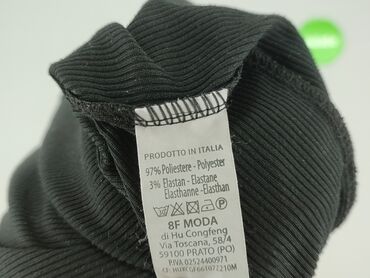 PRODOTTO IN ITALIA
97% Poliestere - Polyester
3% Elastan - Elastane
Elasthanne - Elasthan
8F MODA
di Hu Congfeng
Via Toscana, 58/4
59100 PRATO (PO)
P.IVA 02524400971